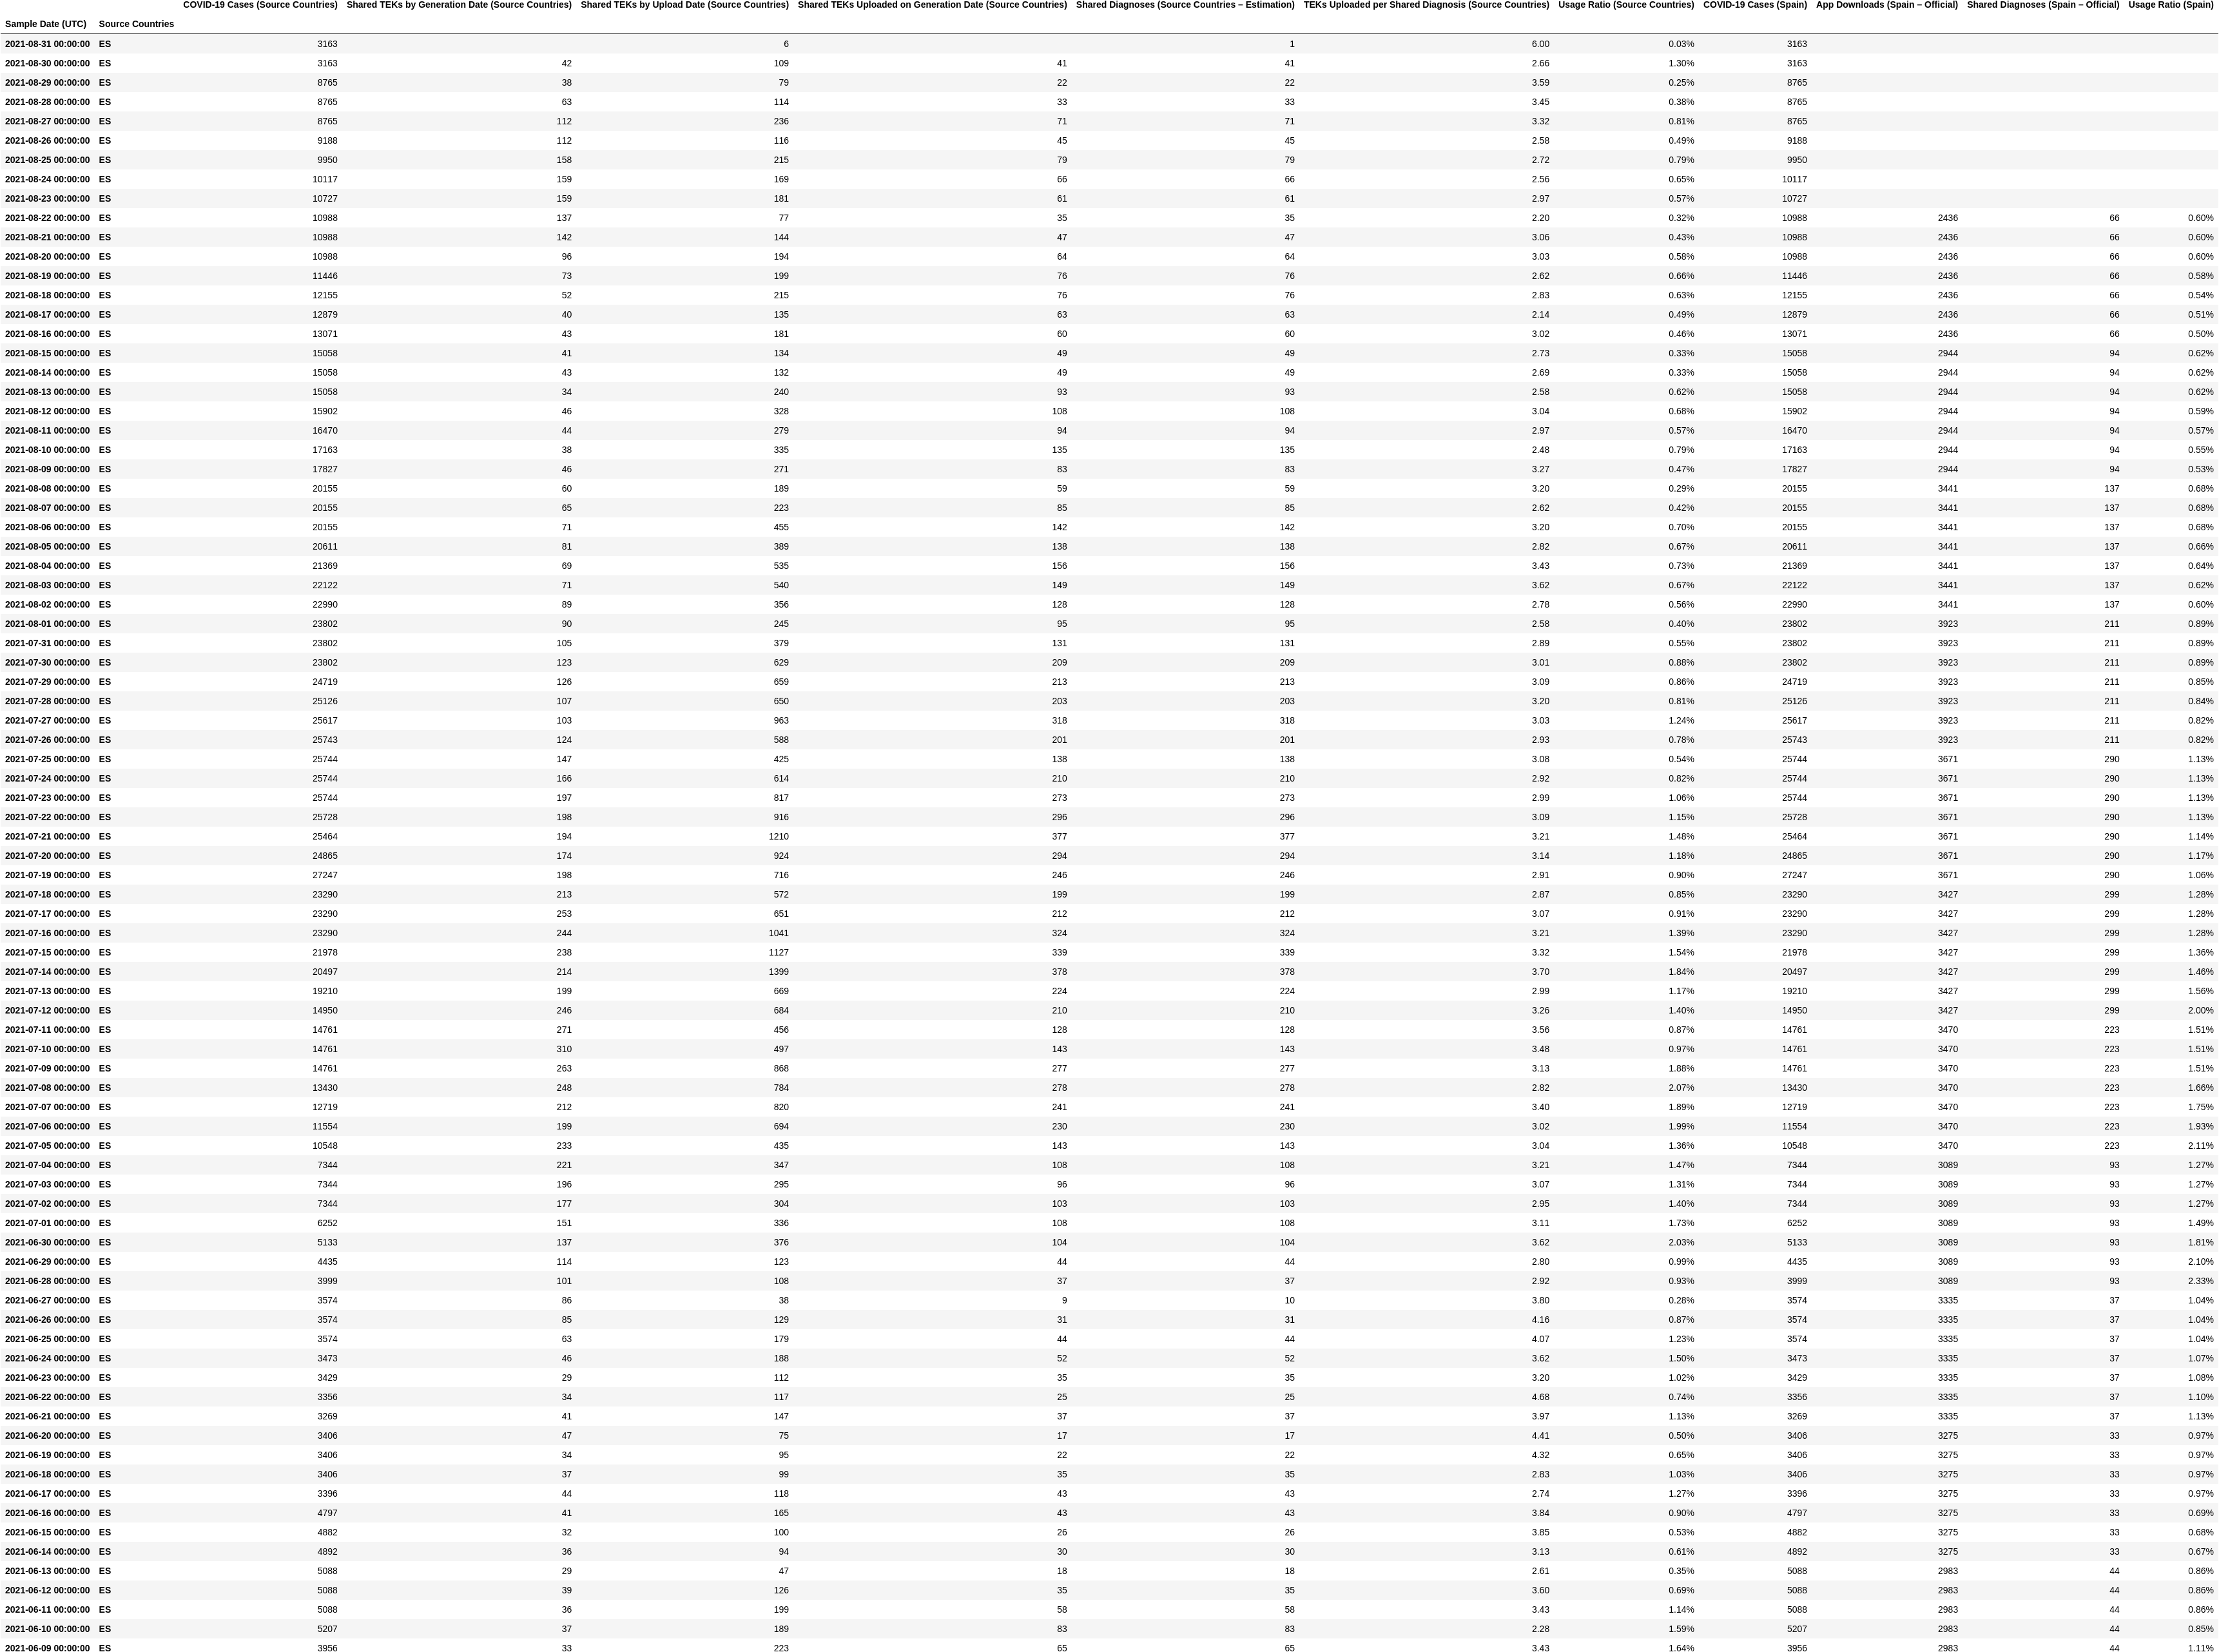 COVID-19 Cases (Source Countries) Shared TEKs by Generation Date (Source Countries) Shared TEKs by Upload Date (Source Countries) Shared TEKs Uploaded on Generation Date (Source Countries) Shared Diagnoses (Source Countries – Estimation) TEKs Uploaded per Shared Diagnosis (Source Countries) Usage Ratio (Source Countries) COVID-19 Cases (Spain) App Downloads (Spain – Official) Shared Diagnoses (Spain – Official) Usage Ratio (Spain)
Sample Date (UTC) Source Countries
2021-08-31 00:00:00 ES 3163 6 1 6.00 0.03% 3163
2021-08-30 00:00:00 ES 3163 42 109 41 41 2.66 1.30% 3163
2021-08-29 00:00:00 ES 8765 38 79 22 22 3.59 0.25% 8765
2021-08-28 00:00:00 ES 8765 63 114 33 33 3.45 0.38% 8765
2021-08-27 00:00:00 ES 8765 112 236 71 71 3.32 0.81% 8765
2021-08-26 00:00:00 ES 9188 112 116 45 45 2.58 0.49% 9188
2021-08-25 00:00:00 ES 9950 158 215 79 79 2.72 0.79% 9950
2021-08-24 00:00:00 ES 10117 159 169 66 66 2.56 0.65% 10117
2021-08-23 00:00:00 ES 10727 159 181 61 61 2.97 0.57% 10727
2021-08-22 00:00:00 ES 10988 137 77 35 35 2.20 0.32% 10988 2436 66 0.60%
2021-08-21 00:00:00 ES 10988 142 144 47 47 3.06 0.43% 10988 2436 66 0.60%
2021-08-20 00:00:00 ES 10988 96 194 64 64 3.03 0.58% 10988 2436 66 0.60%
2021-08-19 00:00:00 ES 11446 73 199 76 76 2.62 0.66% 11446 2436 66 0.58%
2021-08-18 00:00:00 ES 12155 52 215 76 76 2.83 0.63% 12155 2436 66 0.54%
2021-08-17 00:00:00 ES 12879 40 135 63 63 2.14 0.49% 12879 2436 66 0.51%
2021-08-16 00:00:00 ES 13071 43 181 60 60 3.02 0.46% 13071 2436 66 0.50%
2021-08-15 00:00:00 ES 15058 41 134 49 49 2.73 0.33% 15058 2944 94 0.62%
2021-08-14 00:00:00 ES 15058 43 132 49 49 2.69 0.33% 15058 2944 94 0.62%
2021-08-13 00:00:00 ES 15058 34 240 93 93 2.58 0.62% 15058 2944 94 0.62%
2021-08-12 00:00:00 ES 15902 46 328 108 108 3.04 0.68% 15902 2944 94 0.59%
2021-08-11 00:00:00 ES 16470 44 279 94 94 2.97 0.57% 16470 2944 94 0.57%
2021-08-10 00:00:00 ES 17163 38 335 135 135 2.48 0.79% 17163 2944 94 0.55%
2021-08-09 00:00:00 ES 17827 46 271 83 83 3.27 0.47% 17827 2944 94 0.53%
2021-08-08 00:00:00 ES 20155 60 189 59 59 3.20 0.29% 20155 3441 137 0.68%
2021-08-07 00:00:00 ES 20155 65 223 85 85 2.62 0.42% 20155 3441 137 0.68%
2021-08-06 00:00:00 ES 20155 71 455 142 142 3.20 0.70% 20155 3441 137 0.68%
2021-08-05 00:00:00 ES 20611 81 389 138 138 2.82 0.67% 20611 3441 137 0.66%
2021-08-04 00:00:00 ES 21369 69 535 156 156 3.43 0.73% 21369 3441 137 0.64%
2021-08-03 00:00:00 ES 22122 71 540 149 149 3.62 0.67% 22122 3441 137 0.62%
2021-08-02 00:00:00 ES 22990 89 356 128 128 2.78 0.56% 22990 3441 137 0.60%
2021-08-01 00:00:00 ES 23802 90 245 95 95 2.58 0.40% 23802 3923 211 0.89%
2021-07-31 00:00:00 ES 23802 105 379 131 131 2.89 0.55% 23802 3923 211 0.89%
2021-07-30 00:00:00 ES 23802 123 629 209 209 3.01 0.88% 23802 3923 211 0.89%
2021-07-29 00:00:00 ES 24719 126 659 213 213 3.09 0.86% 24719 3923 211 0.85%
2021-07-28 00:00:00 ES 25126 107 650 203 203 3.20 0.81% 25126 3923 211 0.84%
2021-07-27 00:00:00 ES 25617 103 963 318 318 3.03 1.24% 25617 3923 211 0.82%
2021-07-26 00:00:00 ES 25743 124 588 201 201 2.93 0.78% 25743 3923 211 0.82%
2021-07-25 00:00:00 ES 25744 147 425 138 138 3.08 0.54% 25744 3671 290 1.13%
2021-07-24 00:00:00 ES 25744 166 614 210 210 2.92 0.82% 25744 3671 290 1.13%
2021-07-23 00:00:00 ES 25744 197 817 273 273 2.99 1.06% 25744 3671 290 1.13%
2021-07-22 00:00:00 ES 25728 198 916 296 296 3.09 1.15% 25728 3671 290 1.13%
2021-07-21 00:00:00 ES 25464 194 1210 377 377 3.21 1.48% 25464 3671 290 1.14%
2021-07-20 00:00:00 ES 24865 174 924 294 294 3.14 1.18% 24865 3671 290 1.17%
2021-07-19 00:00:00 ES 27247 198 716 246 246 2.91 0.90% 27247 3671 290 1.06%
2021-07-18 00:00:00 ES 23290 213 572 199 199 2.87 0.85% 23290 3427 299 1.28%
2021-07-17 00:00:00 ES 23290 253 651 212 212 3.07 0.91% 23290 3427 299 1.28%
2021-07-16 00:00:00 ES 23290 244 1041 324 324 3.21 1.39% 23290 3427 299 1.28%
2021-07-15 00:00:00 ES 21978 238 1127 339 339 3.32 1.54% 21978 3427 299 1.36%
2021-07-14 00:00:00 ES 20497 214 1399 378 378 3.70 1.84% 20497 3427 299 1.46%
2021-07-13 00:00:00 ES 19210 199 669 224 224 2.99 1.17% 19210 3427 299 1.56%
2021-07-12 00:00:00 ES 14950 246 684 210 210 3.26 1.40% 14950 3427 299 2.00%
2021-07-11 00:00:00 ES 14761 271 456 128 128 3.56 0.87% 14761 3470 223 1.51%
2021-07-10 00:00:00 ES 14761 310 497 143 143 3.48 0.97% 14761 3470 223 1.51%
2021-07-09 00:00:00 ES 14761 263 868 277 277 3.13 1.88% 14761 3470 223 1.51%
2021-07-08 00:00:00 ES 13430 248 784 278 278 2.82 2.07% 13430 3470 223 1.66%
2021-07-07 00:00:00 ES 12719 212 820 241 241 3.40 1.89% 12719 3470 223 1.75%
2021-07-06 00:00:00 ES 11554 199 694 230 230 3.02 1.99% 11554 3470 223 1.93%
2021-07-05 00:00:00 ES 10548 233 435 143 143 3.04 1.36% 10548 3470 223 2.11%
2021-07-04 00:00:00 ES 7344 221 347 108 108 3.21 1.47% 7344 3089 93 1.27%
2021-07-03 00:00:00 ES 7344 196 295 96 96 3.07 1.31% 7344 3089 93 1.27%
2021-07-02 00:00:00 ES 7344 177 304 103 103 2.95 1.40% 7344 3089 93 1.27%
2021-07-01 00:00:00 ES 6252 151 336 108 108 3.11 1.73% 6252 3089 93 1.49%
2021-06-30 00:00:00 ES 5133 137 376 104 104 3.62 2.03% 5133 3089 93 1.81%
2021-06-29 00:00:00 ES 4435 114 123 44 44 2.80 0.99% 4435 3089 93 2.10%
2021-06-28 00:00:00 ES 3999 101 108 37 37 2.92 0.93% 3999 3089 93 2.33%
2021-06-27 00:00:00 ES 3574 86 38 9 10 3.80 0.28% 3574 3335 37 1.04%
2021-06-26 00:00:00 ES 3574 85 129 31 31 4.16 0.87% 3574 3335 37 1.04%
2021-06-25 00:00:00 ES 3574 63 179 44 44 4.07 1.23% 3574 3335 37 1.04%
2021-06-24 00:00:00 ES 3473 46 188 52 52 3.62 1.50% 3473 3335 37 1.07%
2021-06-23 00:00:00 ES 3429 29 112 35 35 3.20 1.02% 3429 3335 37 1.08%
2021-06-22 00:00:00 ES 3356 34 117 25 25 4.68 0.74% 3356 3335 37 1.10%
2021-06-21 00:00:00 ES 3269 41 147 37 37 3.97 1.13% 3269 3335 37 1.13%
2021-06-20 00:00:00 ES 3406 47 75 17 17 4.41 0.50% 3406 3275 33 0.97%
2021-06-19 00:00:00 ES 3406 34 95 22 22 4.32 0.65% 3406 3275 33 0.97%
2021-06-18 00:00:00 ES 3406 37 99 35 35 2.83 1.03% 3406 3275 33 0.97%
2021-06-17 00:00:00 ES 3396 44 118 43 43 2.74 1.27% 3396 3275 33 0.97%
2021-06-16 00:00:00 ES 4797 41 165 43 43 3.84 0.90% 4797 3275 33 0.69%
2021-06-15 00:00:00 ES 4882 32 100 26 26 3.85 0.53% 4882 3275 33 0.68%
2021-06-14 00:00:00 ES 4892 36 94 30 30 3.13 0.61% 4892 3275 33 0.67%
2021-06-13 00:00:00 ES 5088 29 47 18 18 2.61 0.35% 5088 2983 44 0.86%
2021-06-12 00:00:00 ES 5088 39 126 35 35 3.60 0.69% 5088 2983 44 0.86%
2021-06-11 00:00:00 ES 5088 36 199 58 58 3.43 1.14% 5088 2983 44 0.86%
2021-06-10 00:00:00 ES 5207 37 189 83 83 2.28 1.59% 5207 2983 44 0.85%
2021-06-09 00:00:00 ES 3956 33 223 65 65 3.43 1.64% 3956 2983 44 1.11%